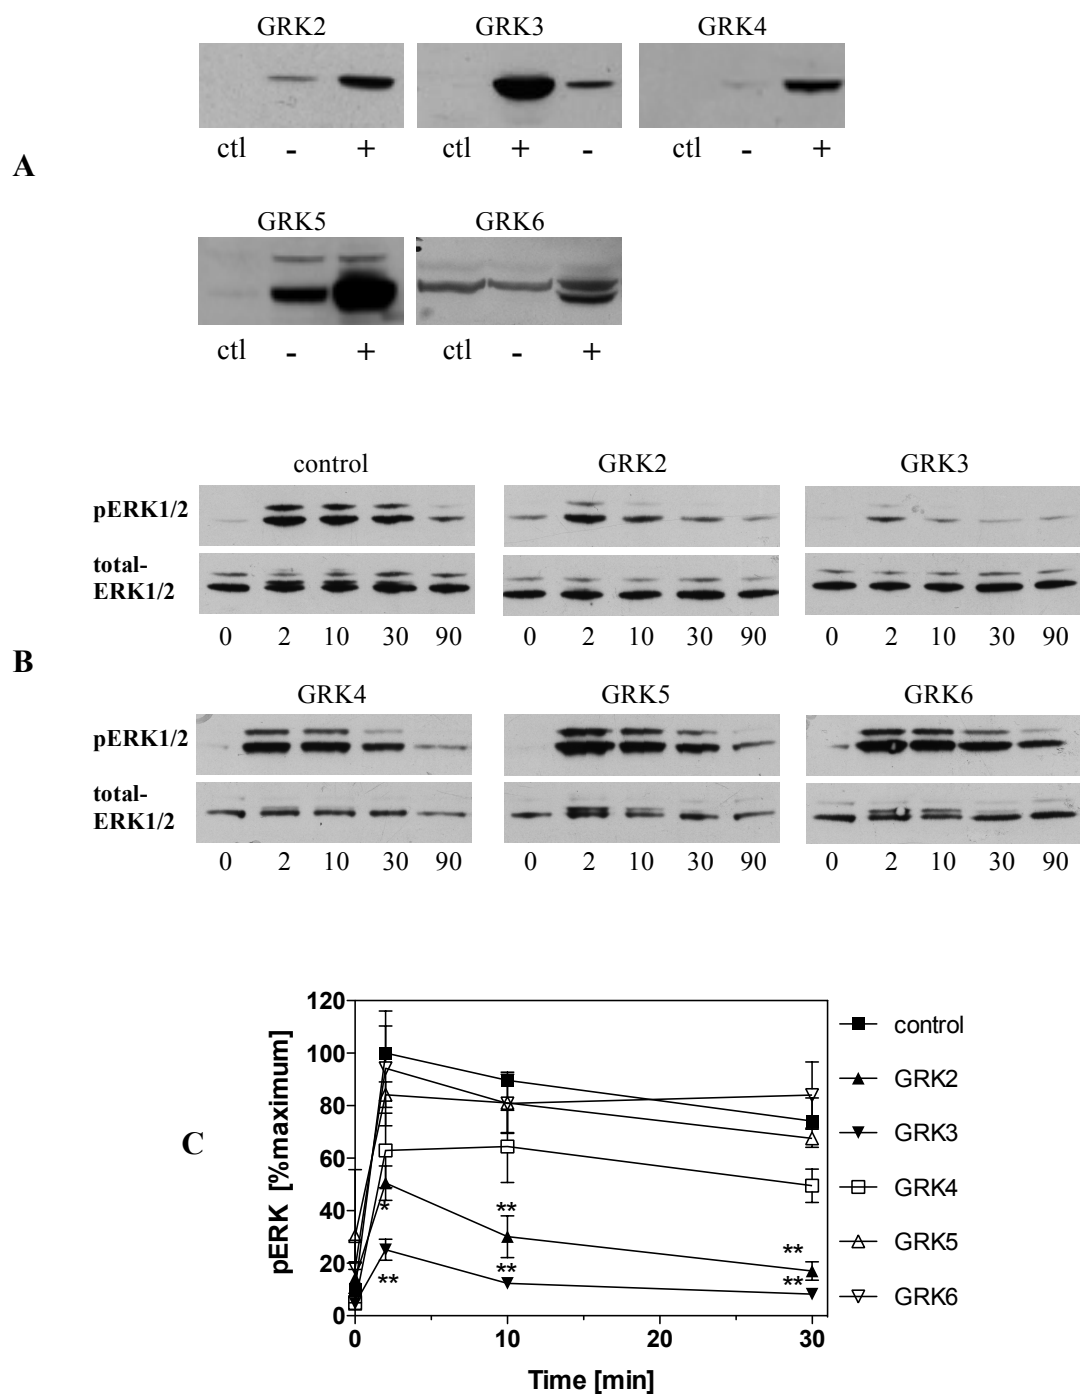 GRK2 GRK3 GRK4
ctl - + ctl + - ctl - +
A
GRK5 GRK6
ctl - + ctl - +
control GRK2 GRK3
pERK1/2
total-
ERK1/2
0 2 10 30 90 0 2 10 30 90 0 2 10 30 90
B
GRK4 GRK5 GRK6
pERK1/2
total-
ERK1/2
0 2 10 30 90 0 2 10 30 90 0 2 10 30 90
C
pERK [%maximum]
120
100
80
60
40
20
0
* ** **
** ** **
0 10 20 30
Time [min]
control
GRK2
GRK3
GRK4
GRK5
GRK6